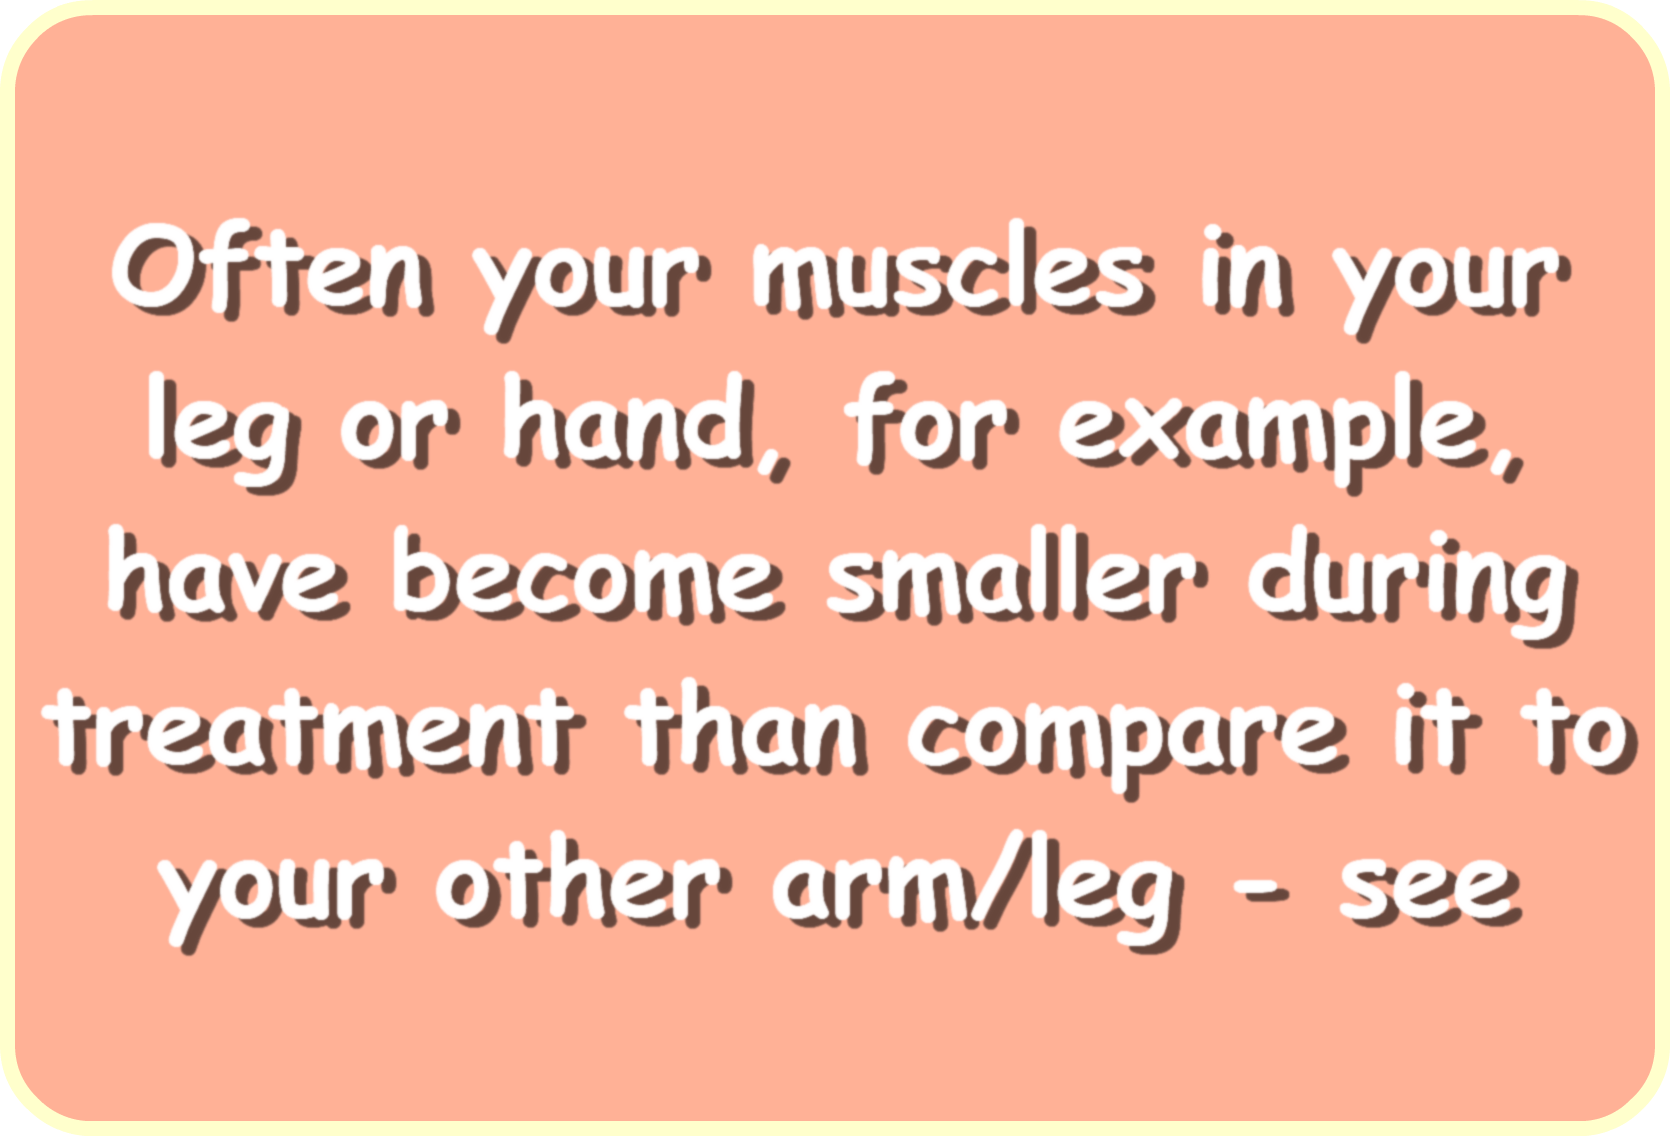 Often your muscles in your
leg or hand, for example,
have become smaller during
treatment than compare it to
your other arm/leg - see